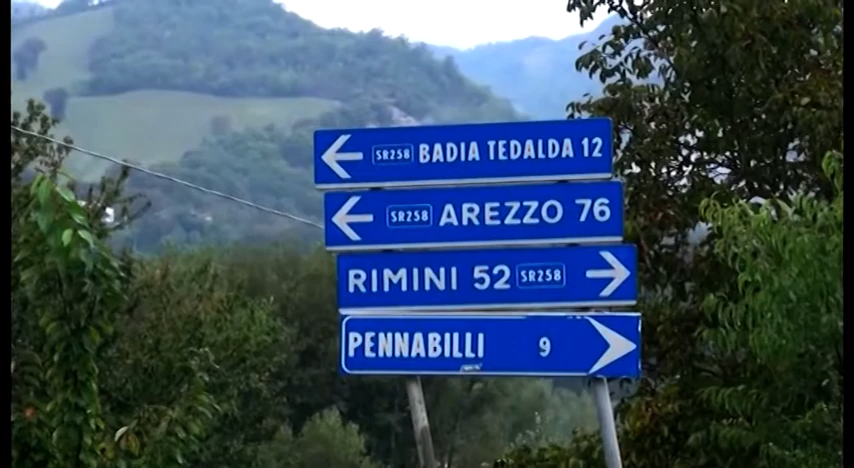 SR258 BADIA TEDALDA 12
SR258 AREZZO 76
RIMINI 52 SR258
PENNABILLI 9